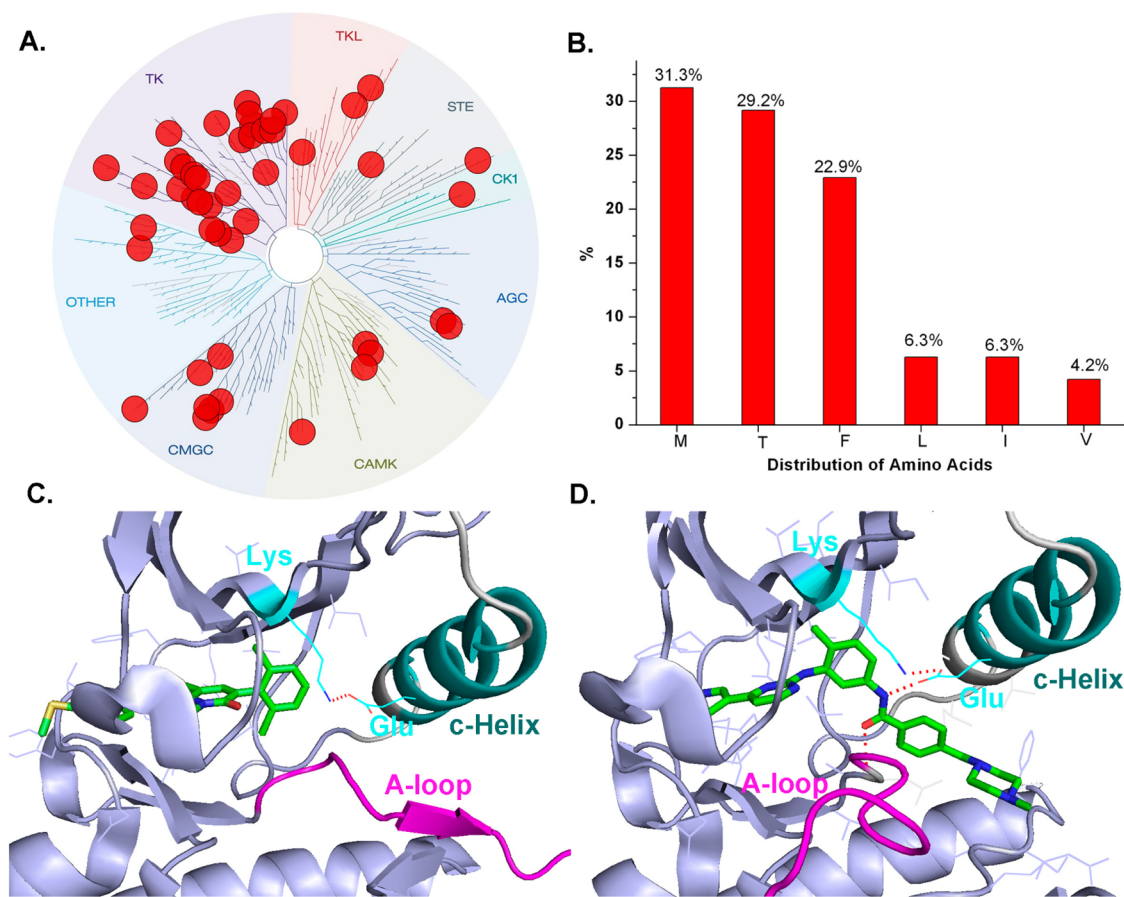 A.
TKL
TK
STE
CK1
OTHER
AGC
CMGC
CAMK
B.
31.3%
29.2%
22.9%
6.3%
6.3%
4.2%
30
25
20
15
10
5
0
%
M T F L I V
Distribution of Amino Acids
C.
Lys
Glu
c-Helix
A-loop
D.
Lys
Glu
c-Helix
A-loop